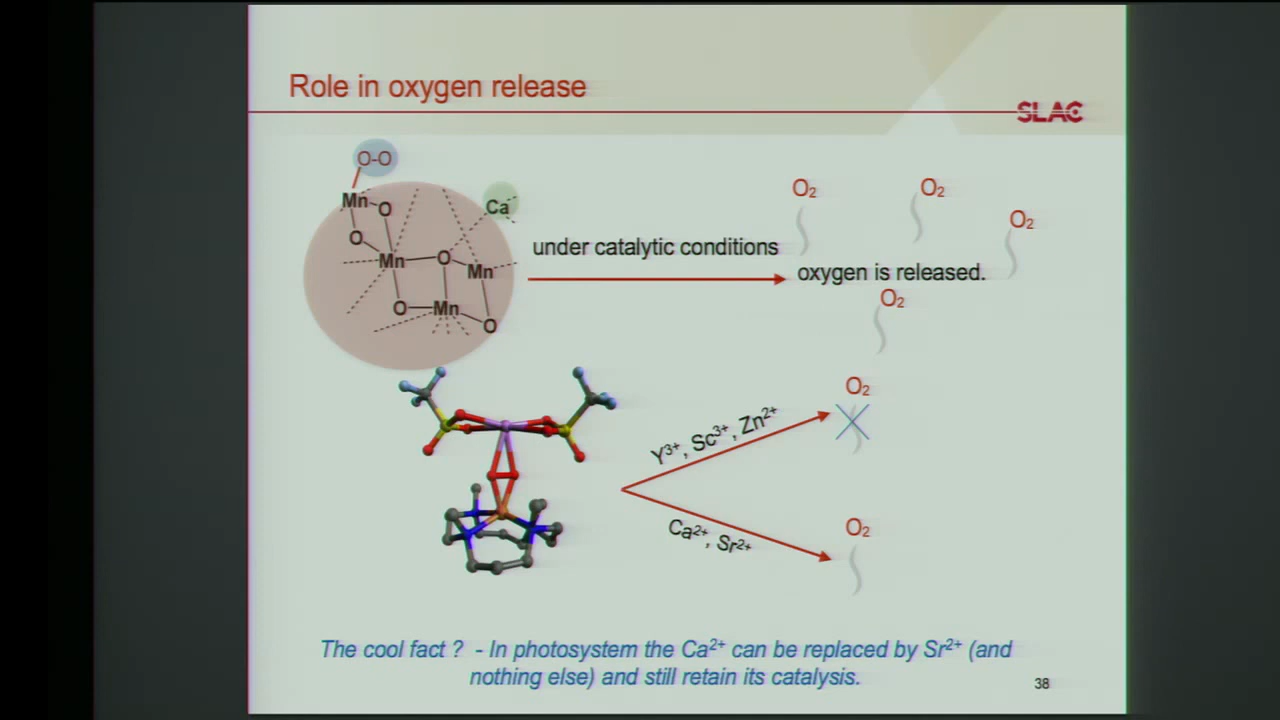 Role in oxygen release
SLAC
O-O
Mn
O
Ca
O
Mn
O
Mn
O
Mn
O
under catalytic conditions
O₂
O₂
O₂
oxygen is released.
O₂
Y³⁺, Sc³⁺, Zn²⁺
O₂
Ca²⁺, Sr²⁺
O₂
The cool fact ? - In photosystem the Ca²⁺ can be replaced by Sr²⁺ (and
nothing else) and still retain its catalysis.
38